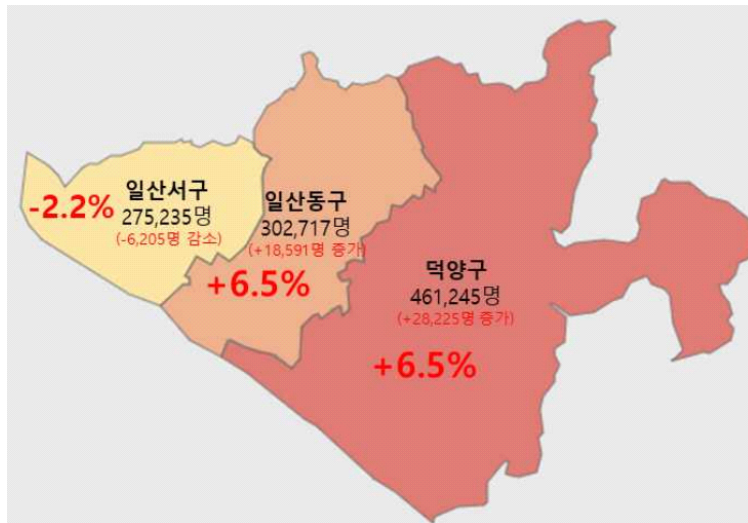 -2.2%
일산서구
275,235명
(-6,205명 감소)
일산동구
302,717명
(+18,591명 증가)
+6.5%
덕양구
461,245명
(+28,225명 증가)
+6.5%